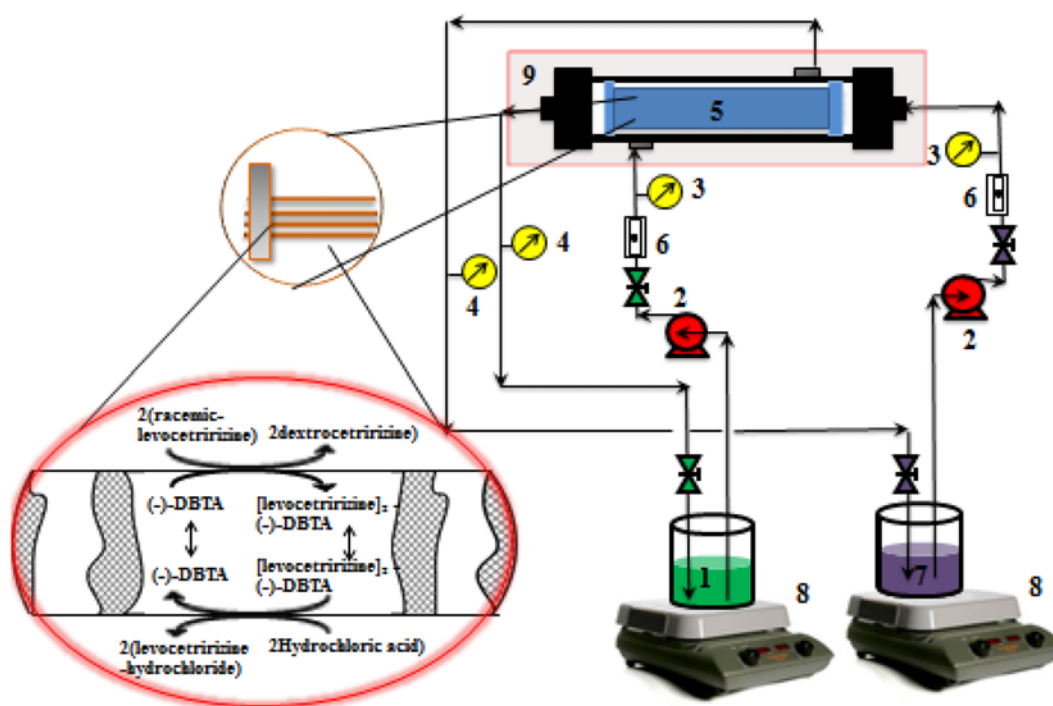 9
5
3
3
6
6
4
4
2
2
2(racemic-
levocetririzine)
2dextrocetririzine)
(-)-DBTA
[levocetririzine]₂ -
(-)-DBTA
(-)-DBTA
[levocetririzine]₂ -
(-)-DBTA
2(levocetririzine
-hydrochloride)
2Hydrochloric acid)
1
7
8
8